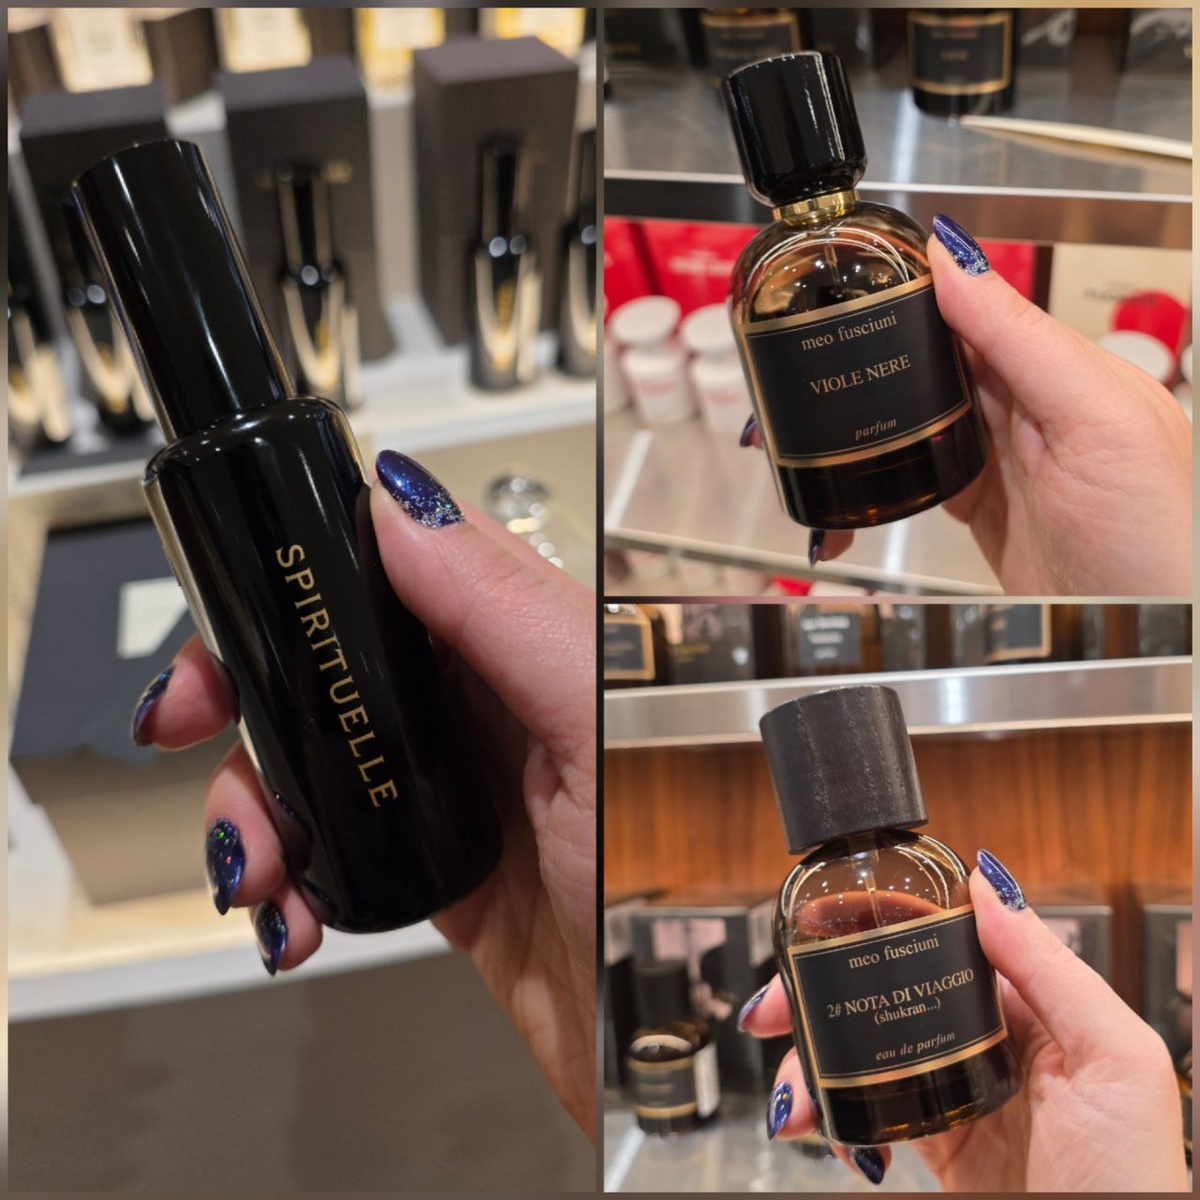 SPIRITUELLE
meo fusciuni
VIOLE NERE
parfum
meo fusciuni
2# NOTA DI VIAGGIO
(shukran...)
eau de parfum